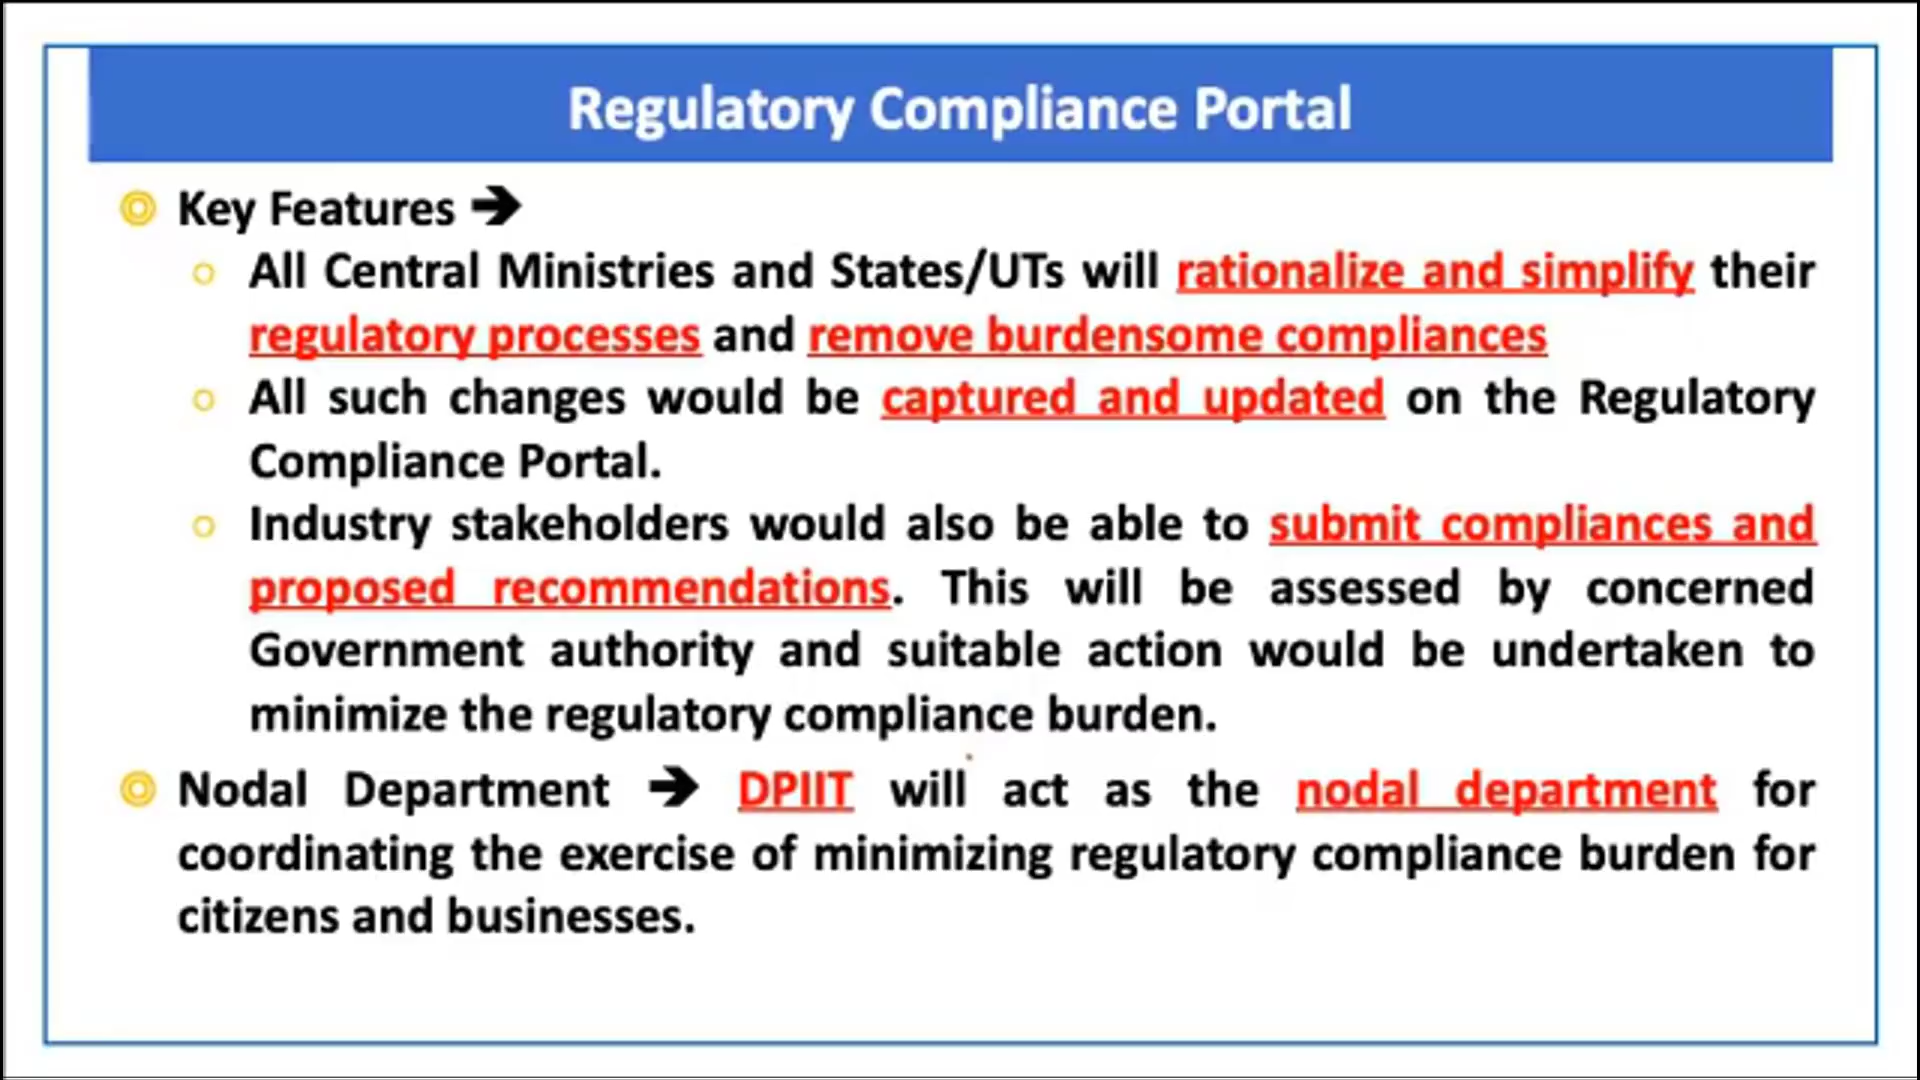 Regulatory Compliance Portal
Key Features ➔
All Central Ministries and States/UTs will rationalize and simplify their
regulatory processes and remove burdensome compliances
All such changes would be captured and updated on the Regulatory
Compliance Portal.
Industry stakeholders would also be able to submit compliances and
proposed recommendations. This will be assessed by concerned
Government authority and suitable action would be undertaken to
minimize the regulatory compliance burden.
Nodal Department ➔ DPIIT will act as the nodal department for
coordinating the exercise of minimizing regulatory compliance burden for
citizens and businesses.